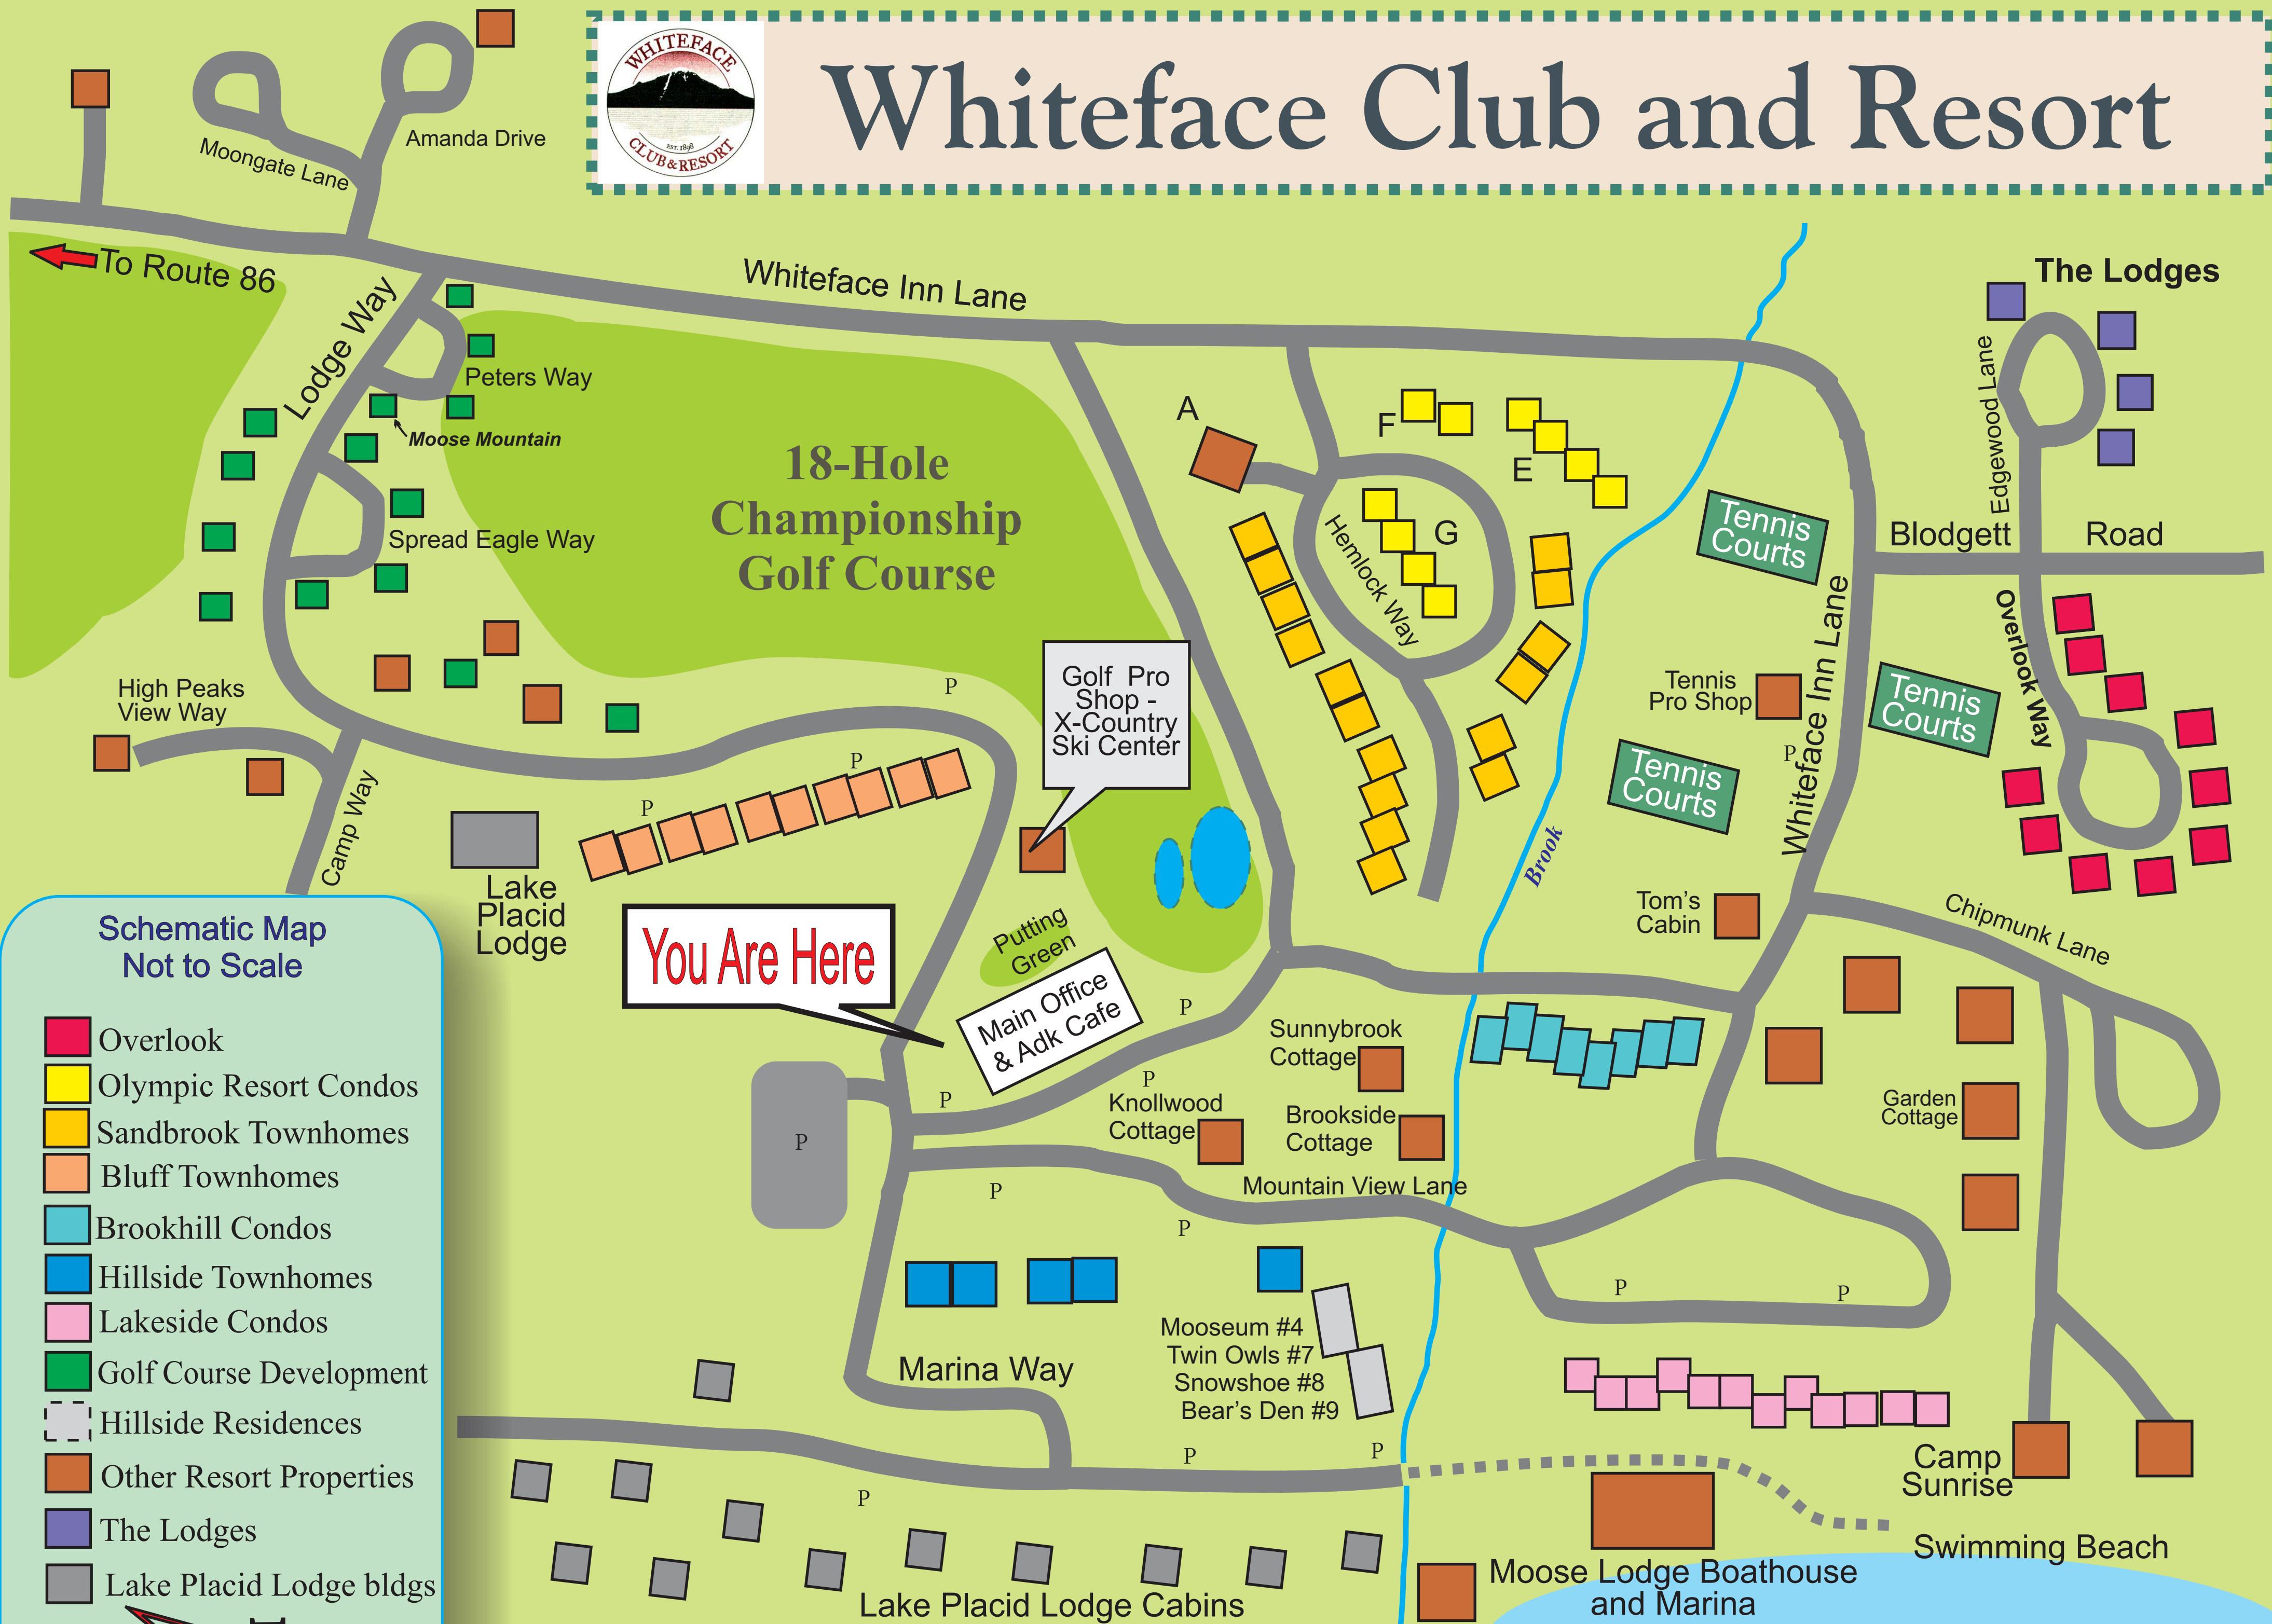 WHITEFACE
EST. 1898
CLUB & RESORT
Whiteface Club and Resort
Moongate Lane
Amanda Drive
To Route 86
Whiteface Inn Lane
Lodge Way
Peters Way
Moose Mountain
Spread Eagle Way
18-Hole
Championship
Golf Course
High Peaks
View Way
Camp Way
Lake
Placid
Lodge
P
P
P
Golf Pro
Shop -
X-Country
Ski Center
A
F
E
G
Hemlock Way
Brook
Tennis
Courts
Tennis
Pro Shop
Tennis
Courts
P
Whiteface Inn Lane
Tennis
Courts
The Lodges
Edgewood Lane
Blodgett Road
Overlook Way
Tom's
Cabin
Chipmunk Lane
You Are Here
Putting
Green
Main Office
& Adk Cafe
P
P
P
P
Sunnybrook
Cottage
Knollwood
Cottage
Brookside
Cottage
Garden
Cottage
Mountain View Lane
P
P
P
P
Mooseum #4
Twin Owls #7
Snowshoe #8
Bear's Den #9
Marina Way
P
P
P
Lake Placid Lodge Cabins
Camp
Sunrise
Swimming Beach
Moose Lodge Boathouse
and Marina
Schematic Map
Not to Scale
Overlook
Olympic Resort Condos
Sandbrook Townhomes
Bluff Townhomes
Brookhill Condos
Hillside Townhomes
Lakeside Condos
Golf Course Development
Hillside Residences
Other Resort Properties
The Lodges
Lake Placid Lodge bldgs